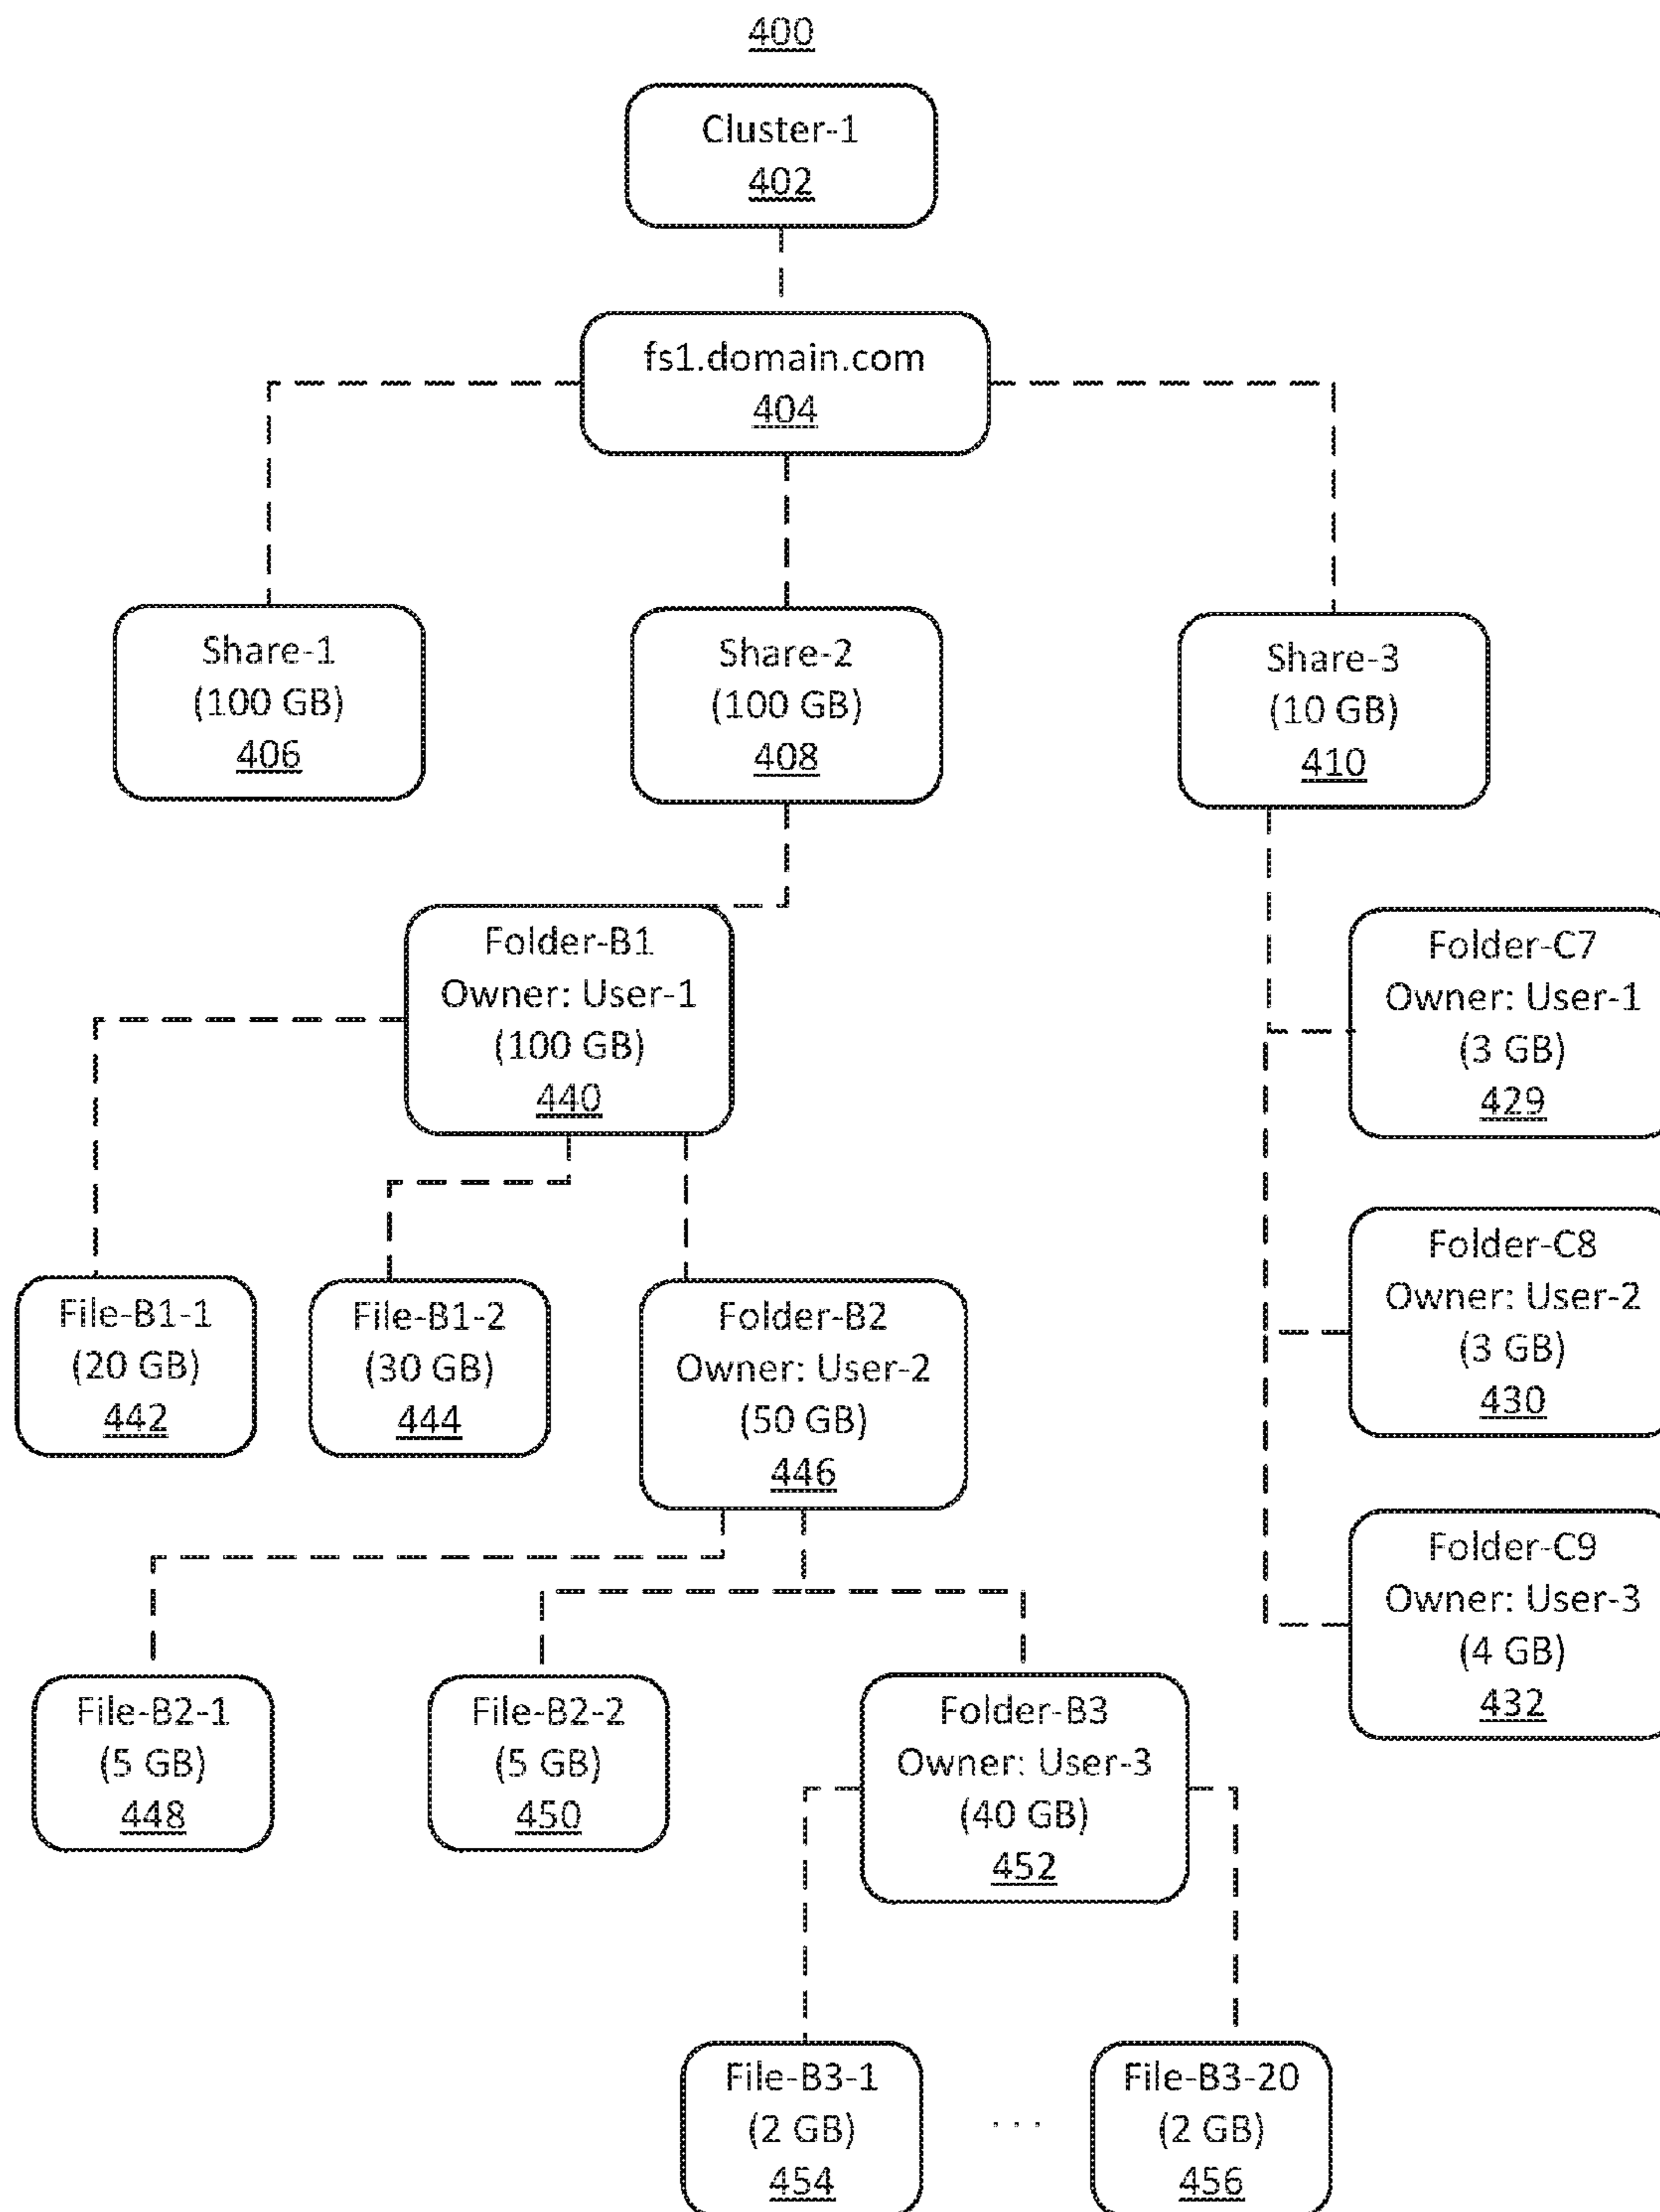 400
Cluster-1
402
fs1.domain.com
404
Share-1
(100 GB)
406
Share-2
(100 GB)
408
Share-3
(10 GB)
410
Folder-B1
Owner: User-1
(100 GB)
440
Folder-C7
Owner: User-1
(3 GB)
429
File-B1-1
(20 GB)
442
File-B1-2
(30 GB)
444
Folder-B2
Owner: User-2
(50 GB)
446
Folder-C8
Owner: User-2
(3 GB)
430
Folder-C9
Owner: User-3
(4 GB)
432
File-B2-1
(5 GB)
448
File-B2-2
(5 GB)
450
Folder-B3
Owner: User-3
(40 GB)
452
File-B3-1
(2 GB)
454
. . .
File-B3-20
(2 GB)
456